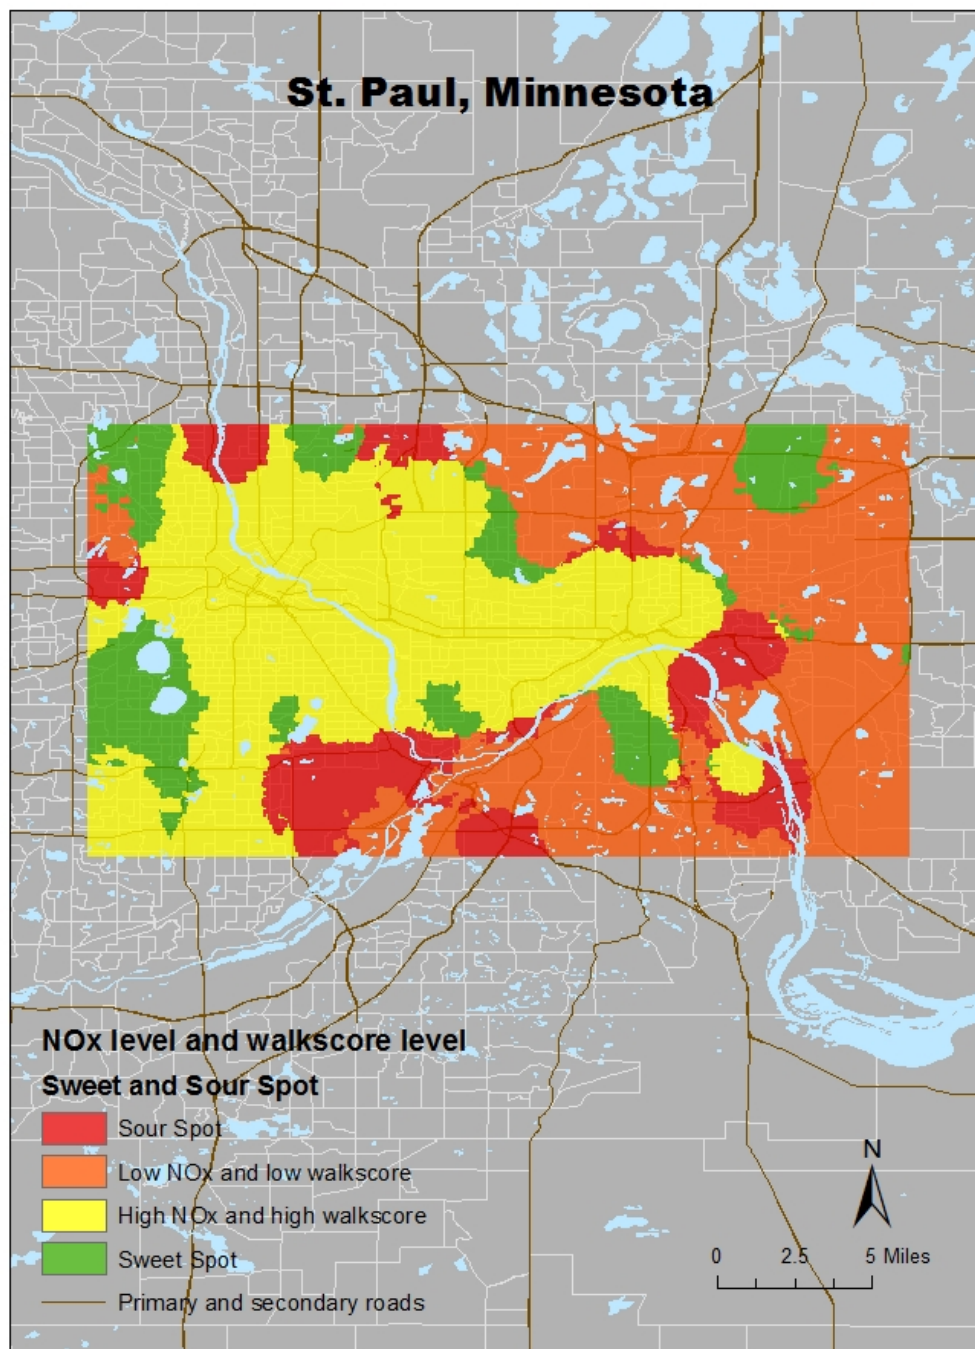 St. Paul, Minnesota
NOx level and walkscore level
Sweet and Sour Spot
Sour Spot
Low NOx and low walkscore
High NOx and high walkscore
Sweet Spot
Primary and secondary roads
N
0 2.5 5 Miles